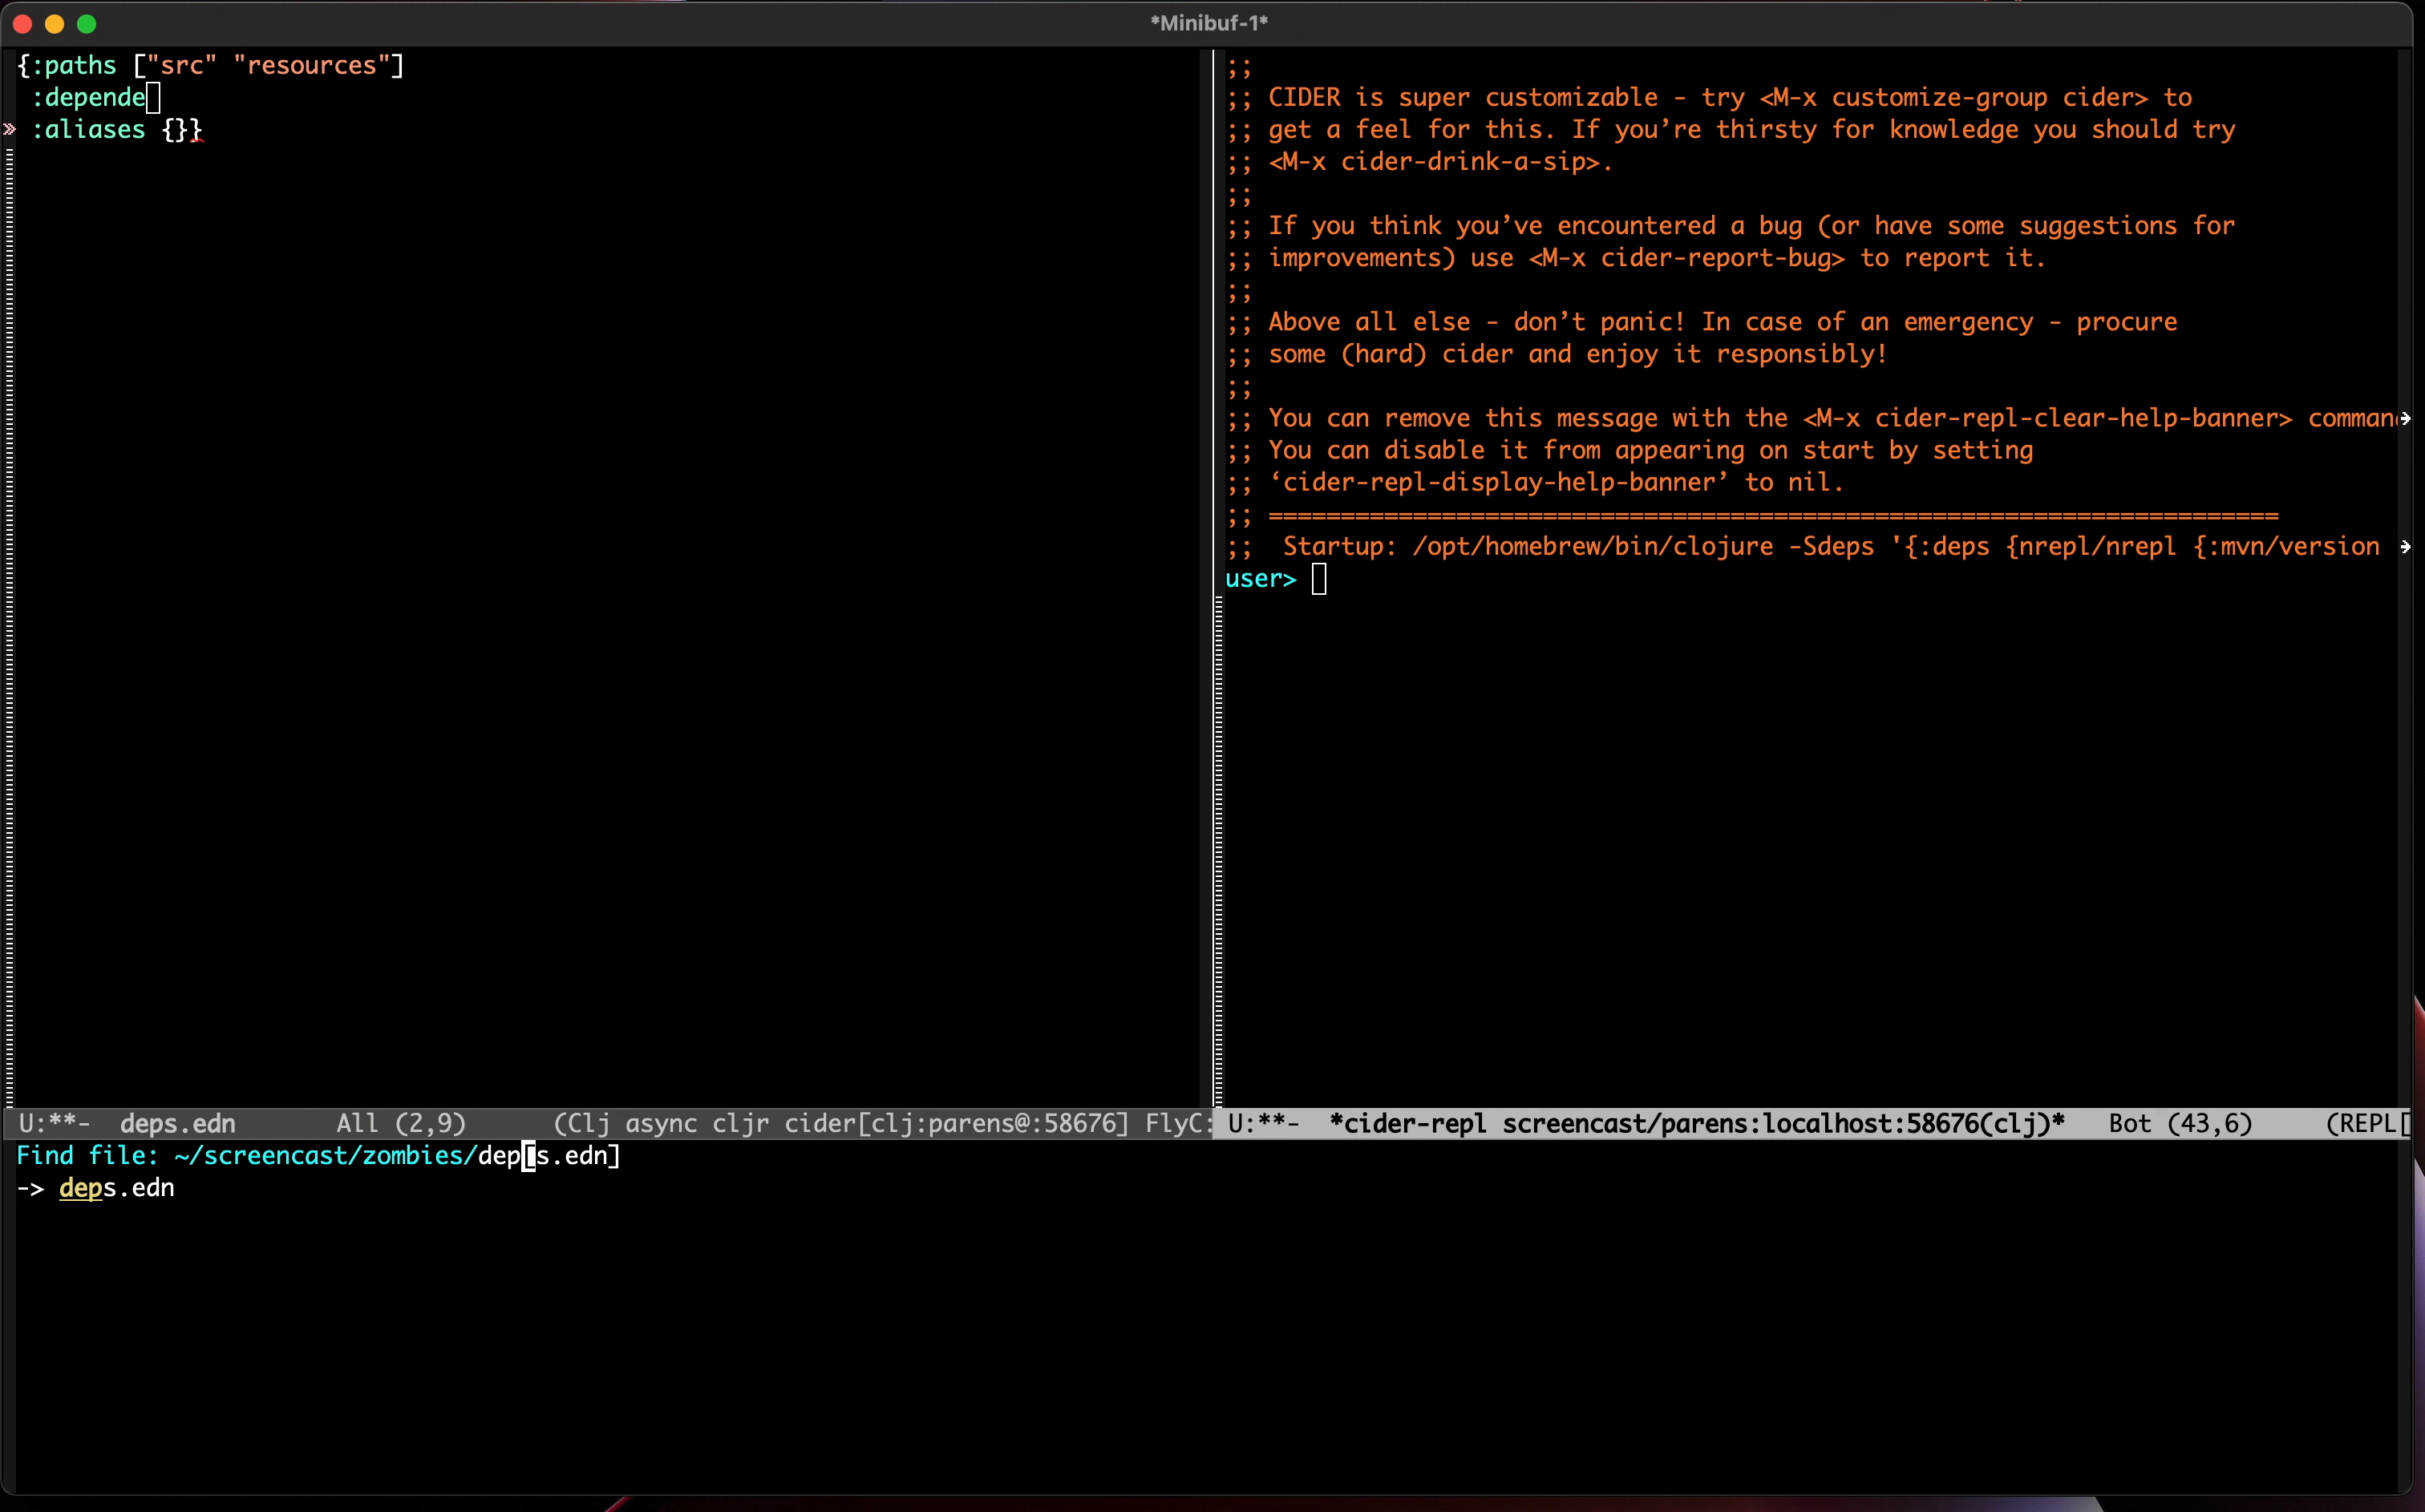 *Minibuf-1*
{:paths ["src" "resources"]
:depende
:aliases {}}
;;
;; CIDER is super customizable - try <M-x customize-group cider> to
;; get a feel for this. If you’re thirsty for knowledge you should try
;; <M-x cider-drink-a-sip>.
;;
;; If you think you’ve encountered a bug (or have some suggestions for
;; improvements) use <M-x cider-report-bug> to report it.
;;
;; Above all else - don’t panic! In case of an emergency - procure
;; some (hard) cider and enjoy it responsibly!
;;
;; You can remove this message with the <M-x cider-repl-clear-help-banner> comman
;; You can disable it from appearing on start by setting
;; ‘cider-repl-display-help-banner’ to nil.
;; ======================================================================
;;  Startup: /opt/homebrew/bin/clojure -Sdeps '{:deps {nrepl/nrepl {:mvn/version
user>
U:**-  deps.edn       All (2,9)      (Clj async cljr cider[clj:parens@:58676] FlyC:
U:**-  *cider-repl screencast/parens:localhost:58676(clj)*   Bot (43,6)     (REPL[
Find file: ~/screencast/zombies/dep[s.edn]
-> deps.edn